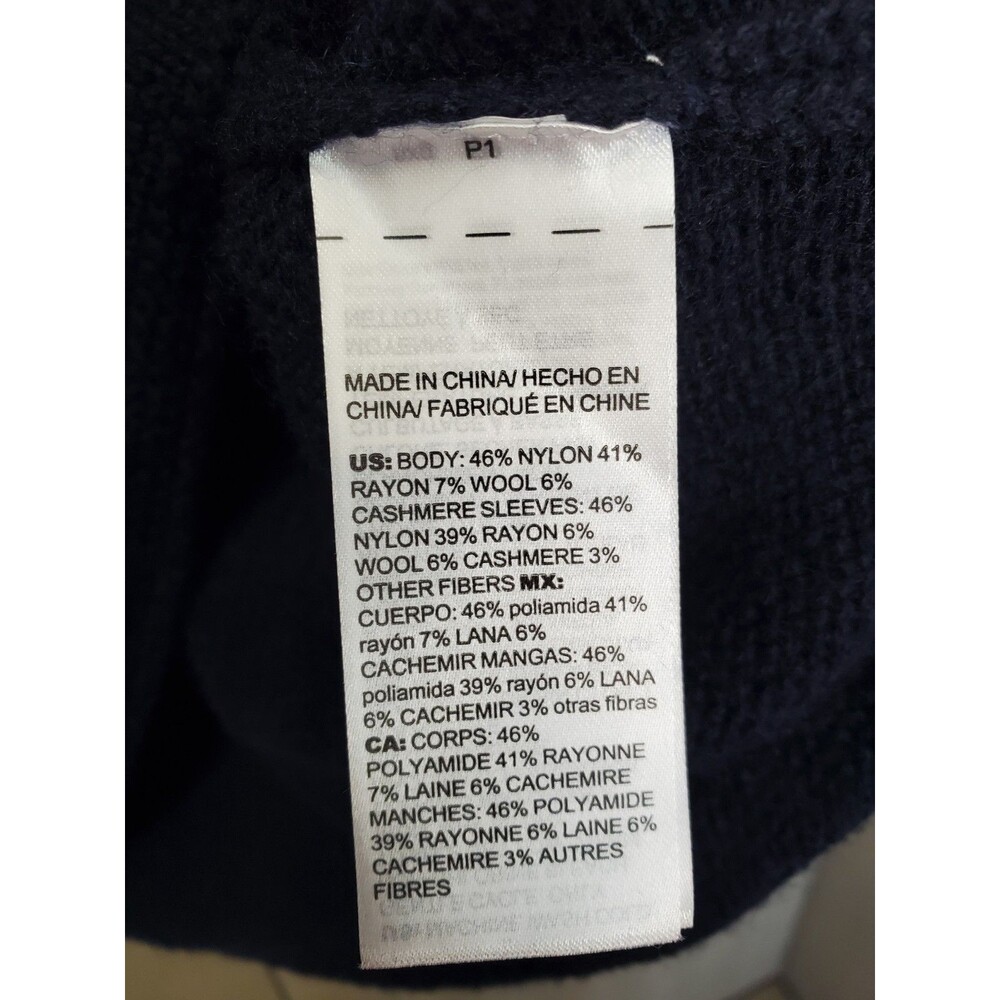 P1
MADE IN CHINA/ HECHO EN
CHINA/ FABRIQUÉ EN CHINE
US: BODY: 46% NYLON 41%
RAYON 7% WOOL 6%
CASHMERE SLEEVES: 46%
NYLON 39% RAYON 6%
WOOL 6% CASHMERE 3%
OTHER FIBERS MX:
CUERPO: 46% poliamida 41%
rayón 7% LANA 6%
CACHEMIR MANGAS: 46%
poliamida 39% rayón 6% LANA
6% CACHEMIR 3% otras fibras
CA: CORPS: 46%
POLYAMIDE 41% RAYONNE
7% LAINE 6% CACHEMIRE
MANCHES: 46% POLYAMIDE
39% RAYONNE 6% LAINE 6%
CACHEMIRE 3% AUTRES
FIBRES